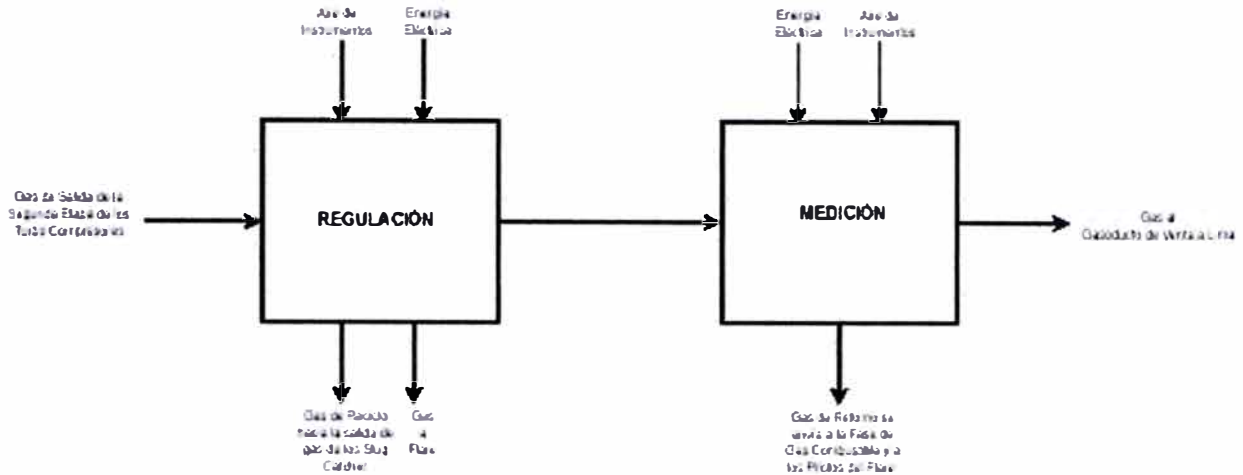 Aire de
Instrumentos
Energía
Eléctrica
Energía
Eléctrica
Aire de
Instrumentos
Gas de Salida de la
Segunda Etapa de los
Turbo Compresores
REGULACIÓN
MEDICIÓN
Gas a
Gasoducto de Venta a Lima
Gas de
hacia la salida de
gas de los Slug
Catcher
Gas
a
Flare
Gas de Retorno se
envía a la Fase de
Gas Combustible y a
los Pilotos del Flare